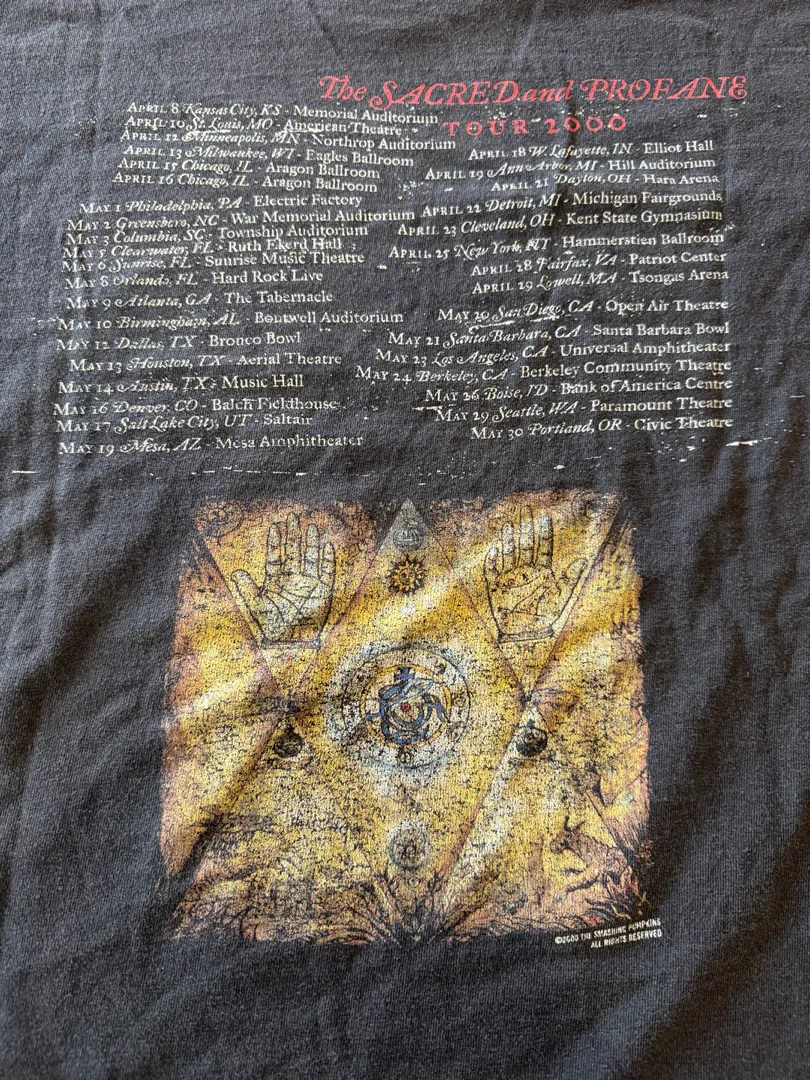 The SACRED and PROFANE
TOUR 2000
APRIL 8 Kansas City, KS - Memorial Auditorium
APRIL 10 St. Louis, MO - American Theatre
APRIL 12 Minneapolis, MN - Northrop Auditorium
APRIL 13 Milwaukee, WI - Eagles Ballroom
APRIL 15 Chicago, IL - Aragon Ballroom
APRIL 16 Chicago, IL - Aragon Ballroom
APRIL 18 W. Lafayette, IN - Elliot Hall
APRIL 19 Ann Arbor, MI - Hill Auditorium
APRIL 21 Dayton, OH - Hara Arena
APRIL 22 Detroit, MI - Michigan Fairgrounds
APRIL 23 Cleveland, OH - Kent State Gymnasium
APRIL 25 New York, NY - Hammerstien Ballroom
APRIL 28 Fairfax, VA - Patriot Center
APRIL 29 Lowell, MA - Tsongas Arena
MAY 1 Philadelphia, PA - Electric Factory
MAY 2 Greensboro, NC - War Memorial Auditorium
MAY 3 Columbia, SC - Township Auditorium
MAY 5 Clearwater, FL - Ruth Ekerd Hall
MAY 6 Sunrise, FL - Sunrise Music Theatre
MAY 8 Orlando, FL - Hard Rock Live
MAY 9 Atlanta, GA - The Tabernacle
MAY 10 Birmingham, AL - Boutwell Auditorium
MAY 12 Dallas, TX - Bronco Bowl
MAY 13 Houston, TX - Aerial Theatre
MAY 14 Austin, TX - Music Hall
MAY 16 Denver, CO - Balch Fieldhouse
MAY 17 Salt Lake City, UT - Saltair
MAY 19 Mesa, AZ - Mesa Amphitheater
MAY 20 San Diego, CA - Open Air Theatre
MAY 21 Santa Barbara, CA - Santa Barbara Bowl
MAY 23 Los Angeles, CA - Universal Amphitheater
MAY 24 Berkeley, CA - Berkeley Community Theatre
MAY 26 Boise, ID - Bank of America Centre
MAY 29 Seattle, WA - Paramount Theatre
MAY 30 Portland, OR - Civic Theatre
©2000 THE SMASHING PUMPKINS
ALL RIGHTS RESERVED